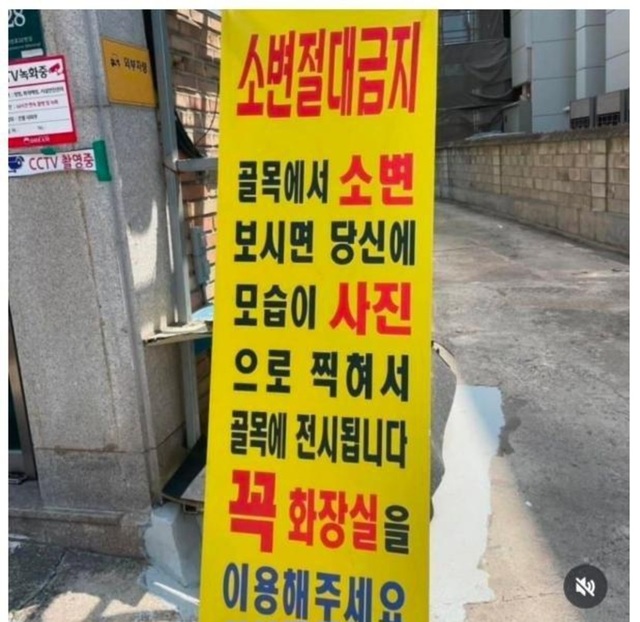 28
CCTV녹화중
CCTV 촬영중
소변절대금지
골목에서 소변
보시면 당신에
모습이 사진
으로 찍혀서
골목에 전시됩니다
꼭 화장실을
이용해주세요